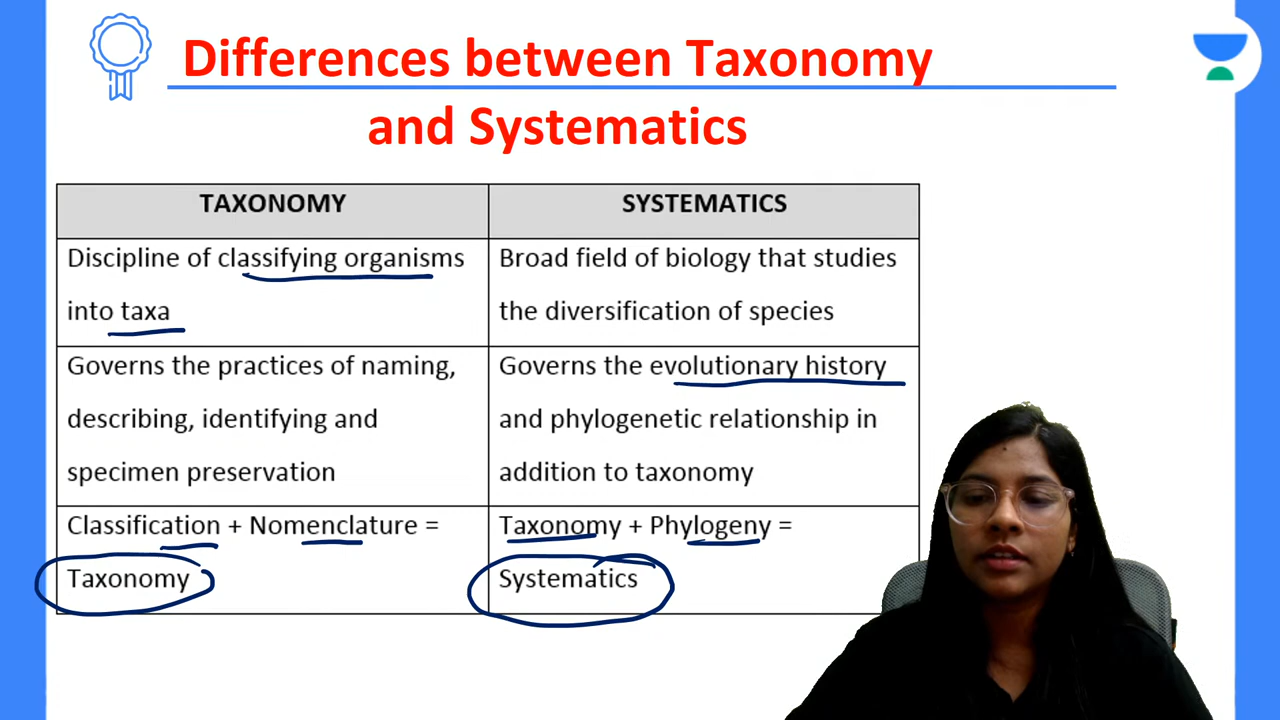 Differences between Taxonomy
and Systematics
TAXONOMY
SYSTEMATICS
Discipline of classifying organisms
into taxa
Broad field of biology that studies
the diversification of species
Governs the practices of naming,
describing, identifying and
specimen preservation
Governs the evolutionary history
and phylogenetic relationship in
addition to taxonomy
Classification + Nomenclature =
Taxonomy
Taxonomy + Phylogeny =
Systematics